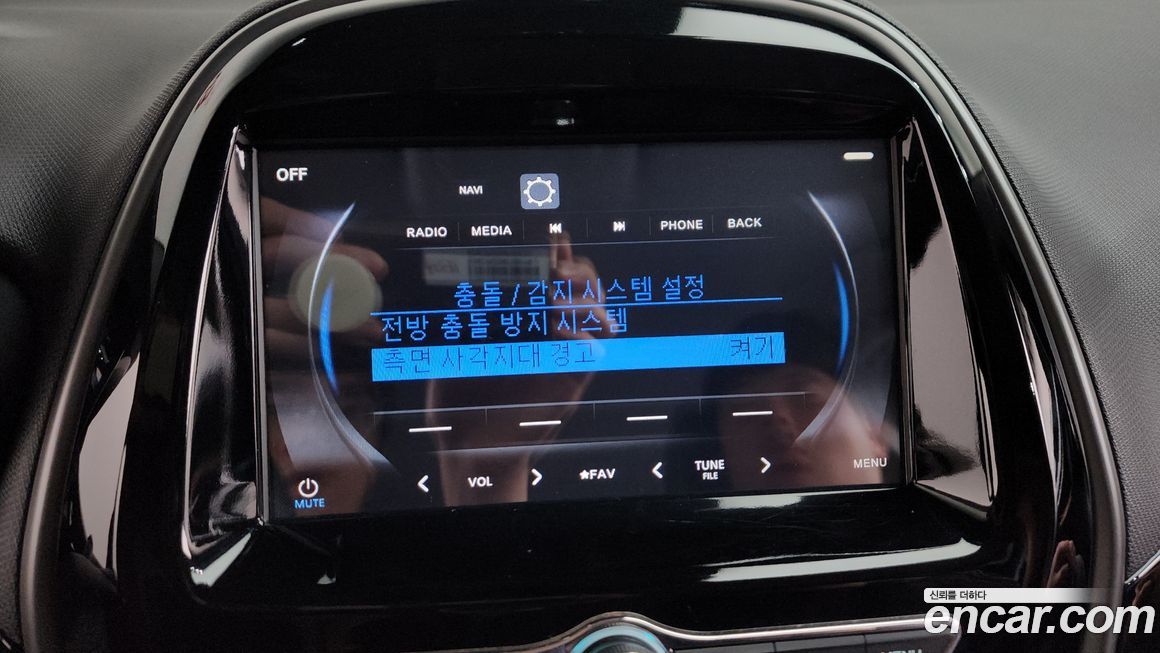 OFF
NAVI
RADIO MEDIA PHONE BACK
충돌 / 감지 시스템 설정
전방 충돌 방지 시스템
측면 사각지대 경고 켜기
< VOL > ★FAV < TUNE FILE > MENU
MUTE
신뢰를 더하다
encar.com